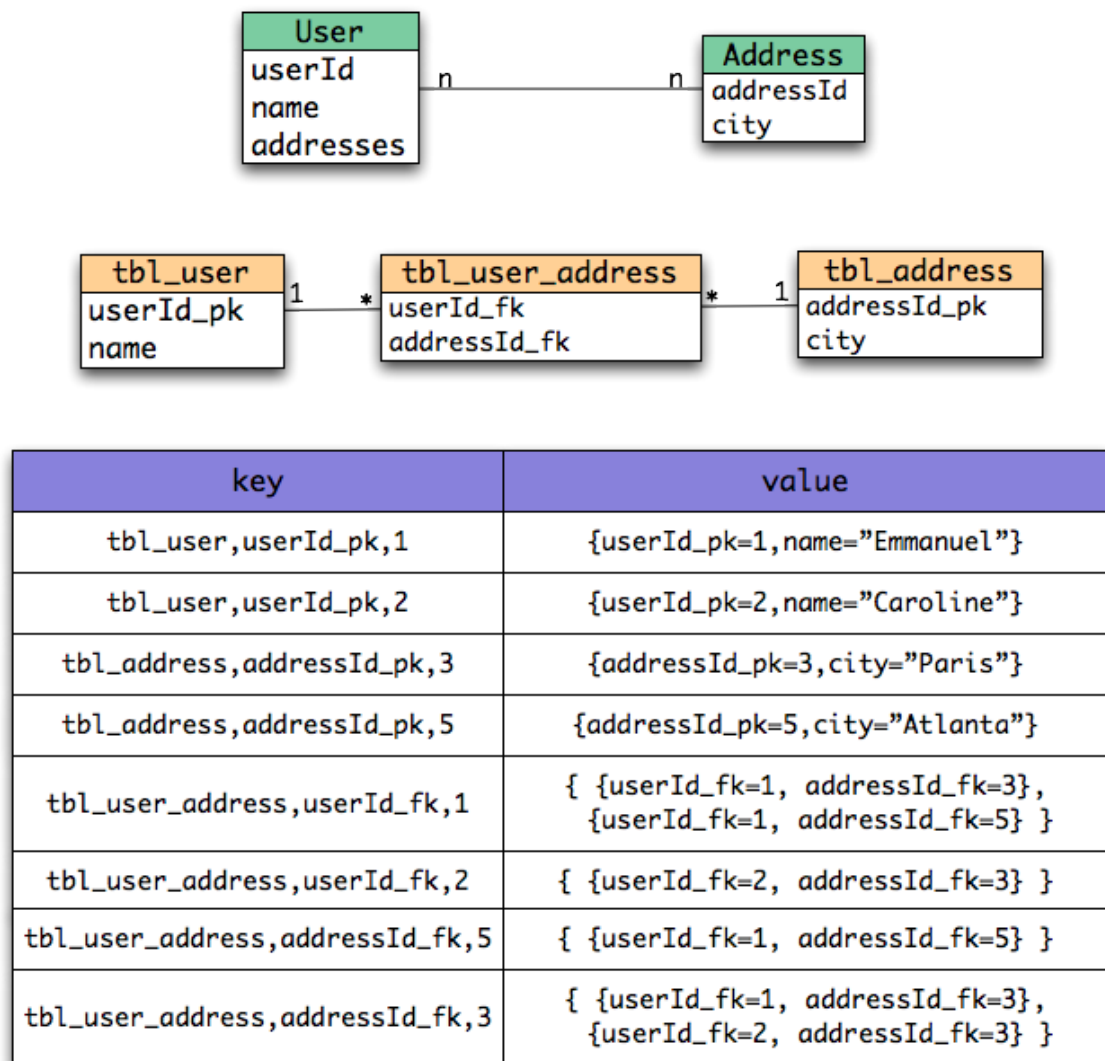 User
userId
name
addresses
n
n
Address
addressId
city
tbl_user
userId_pk
name
1
*
tbl_user_address
userId_fk
addressId_fk
*
1
tbl_address
addressId_pk
city
key value
tbl_user,userId_pk,1 {userId_pk=1,name=”Emmanuel”}
tbl_user,userId_pk,2 {userId_pk=2,name=”Caroline”}
tbl_address,addressId_pk,3 {addressId_pk=3,city=”Paris”}
tbl_address,addressId_pk,5 {addressId_pk=5,city=”Atlanta”}
tbl_user_address,userId_fk,1 { {userId_fk=1, addressId_fk=3},
{userId_fk=1, addressId_fk=5} }
tbl_user_address,userId_fk,2 { {userId_fk=2, addressId_fk=3} }
tbl_user_address,addressId_fk,5 { {userId_fk=1, addressId_fk=5} }
tbl_user_address,addressId_fk,3 { {userId_fk=1, addressId_fk=3},
{userId_fk=2, addressId_fk=3} }